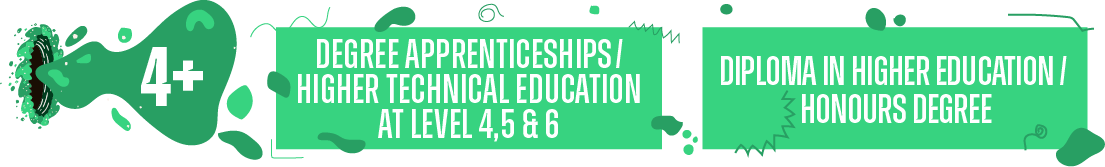 4+
DEGREE APPRENTICESHIPS /
HIGHER TECHNICAL EDUCATION
AT LEVEL 4,5 & 6
DIPLOMA IN HIGHER EDUCATION /
HONOURS DEGREE